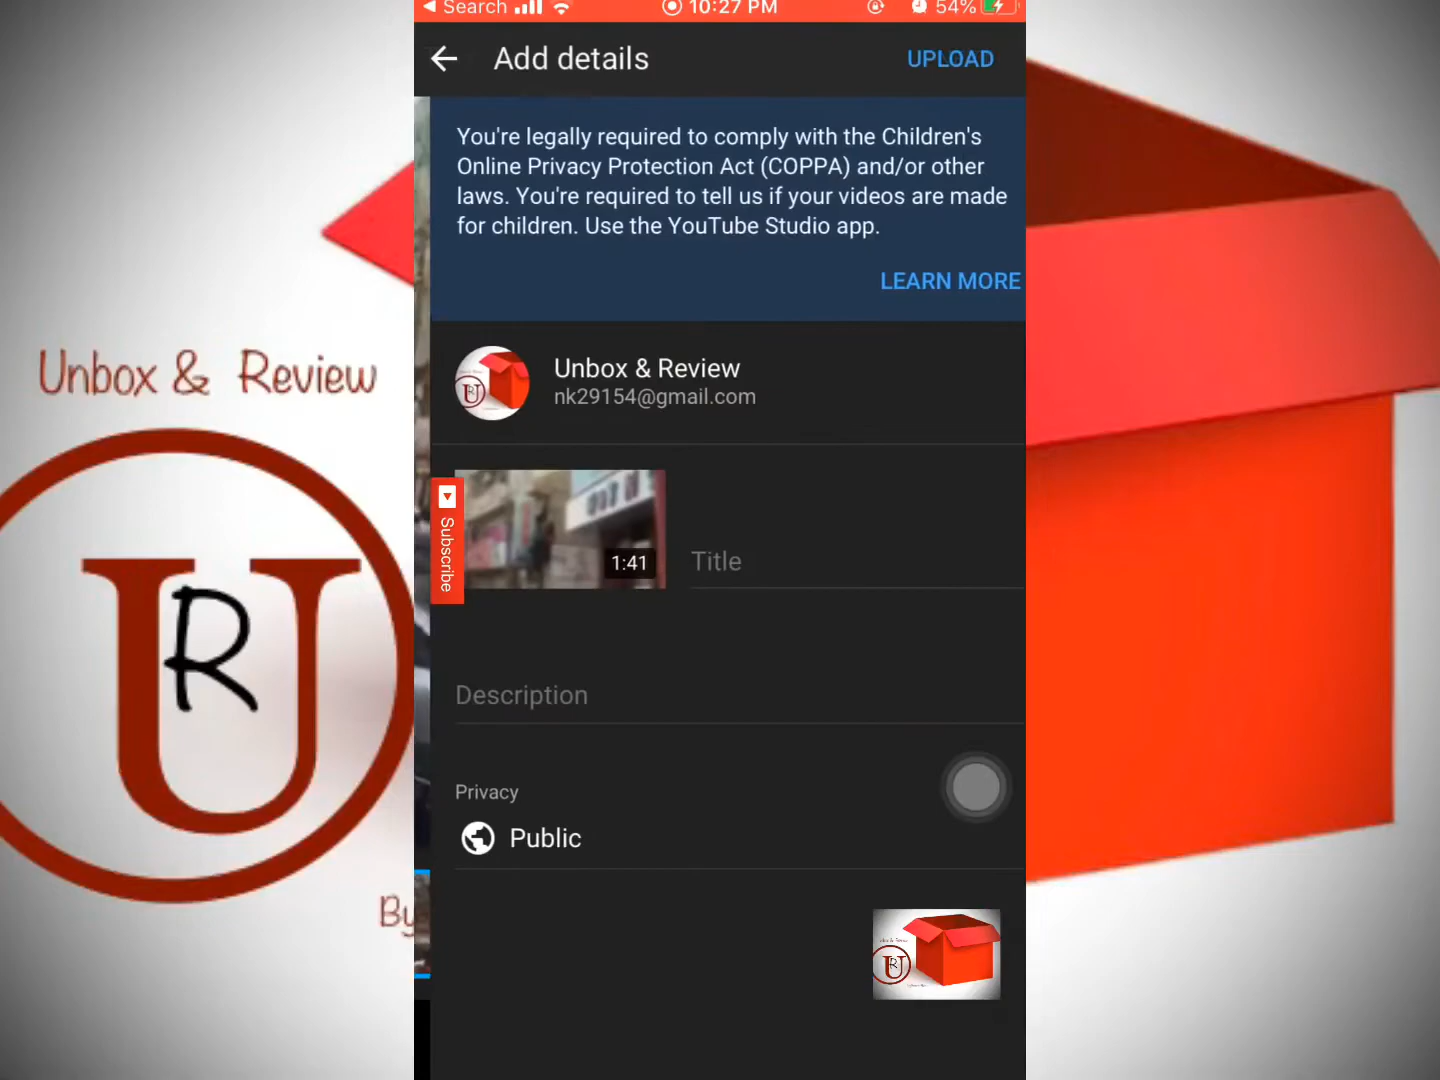 Search
10:27 PM
54%
Add details
UPLOAD
You're legally required to comply with the Children's
Online Privacy Protection Act (COPPA) and/or other
laws. You're required to tell us if your videos are made
for children. Use the YouTube Studio app.
LEARN MORE
Unbox & Review
nk29154@gmail.com
Unbox & Review
Subscribe
1:41
Title
UR
Description
Privacy
Public
By